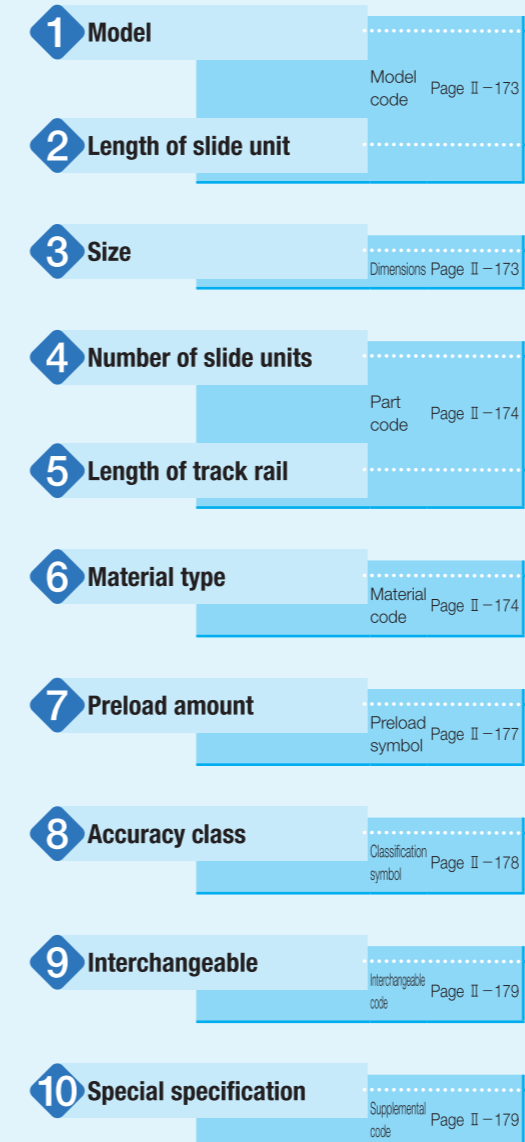 1 Model
Model code Page Ⅱ－173
2 Length of slide unit
3 Size
Dimensions Page Ⅱ－173
4 Number of slide units
Part code Page Ⅱ－174
5 Length of track rail
6 Material type
Material code Page Ⅱ－174
7 Preload amount
Preload symbol Page Ⅱ－177
8 Accuracy class
Classification symbol Page Ⅱ－178
9 Interchangeable
Interchangeable code Page Ⅱ－179
10 Special specification
Supplemental code Page Ⅱ－179